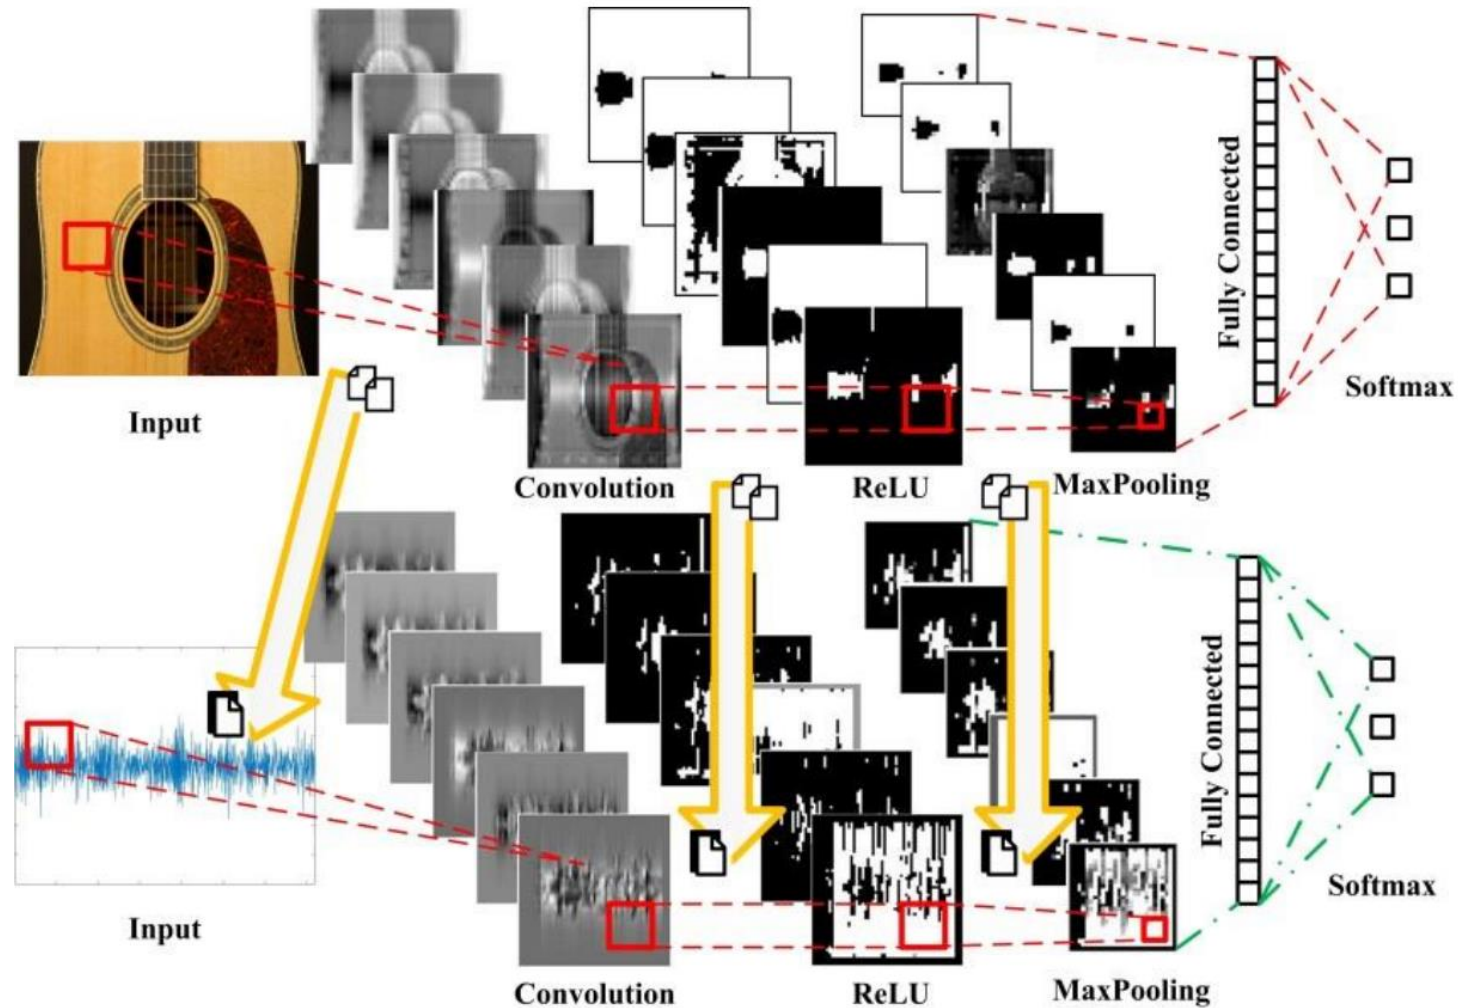 Input
Convolution
ReLU
MaxPooling
Fully Connected
Softmax
Input
Convolution
ReLU
MaxPooling
Fully Connected
Softmax